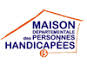 MAISON
DÉPARTEMENTALE
des PERSONNES
HANDICAPÉES